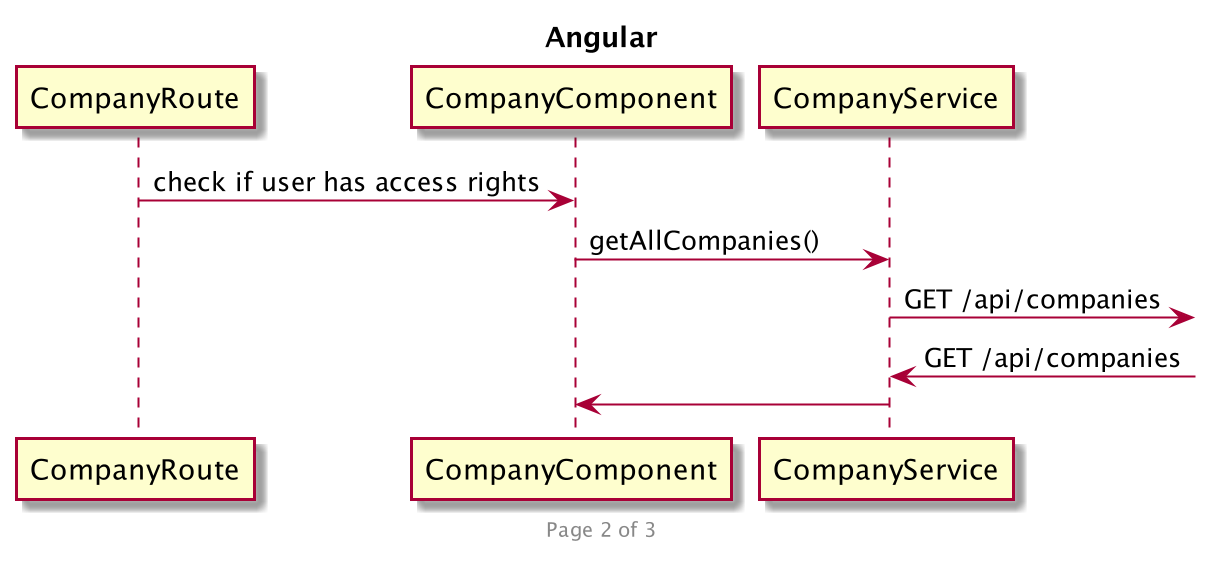 Angular
CompanyRoute
CompanyComponent
CompanyService
check if user has access rights
getAllCompanies()
GET /api/companies
GET /api/companies
CompanyRoute
CompanyComponent
CompanyService
Page 2 of 3